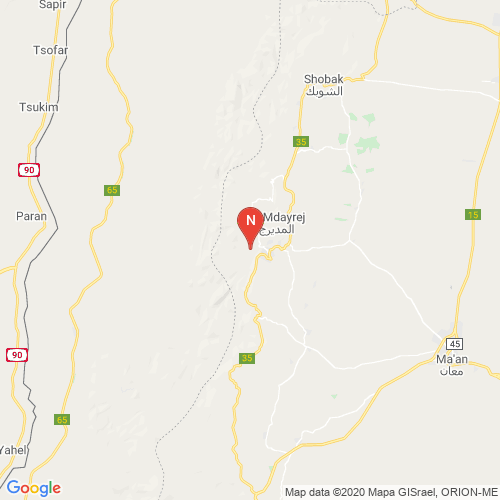 Sapir
Tsofar
Shobak
الشوبك
Tsukim
35
90
65
Paran
N
Mdayrej
المديرج
15
45
Ma'an
معان
90
35
65
Yahel
Google
Map data ©2020 Mapa GISrael, ORION-ME